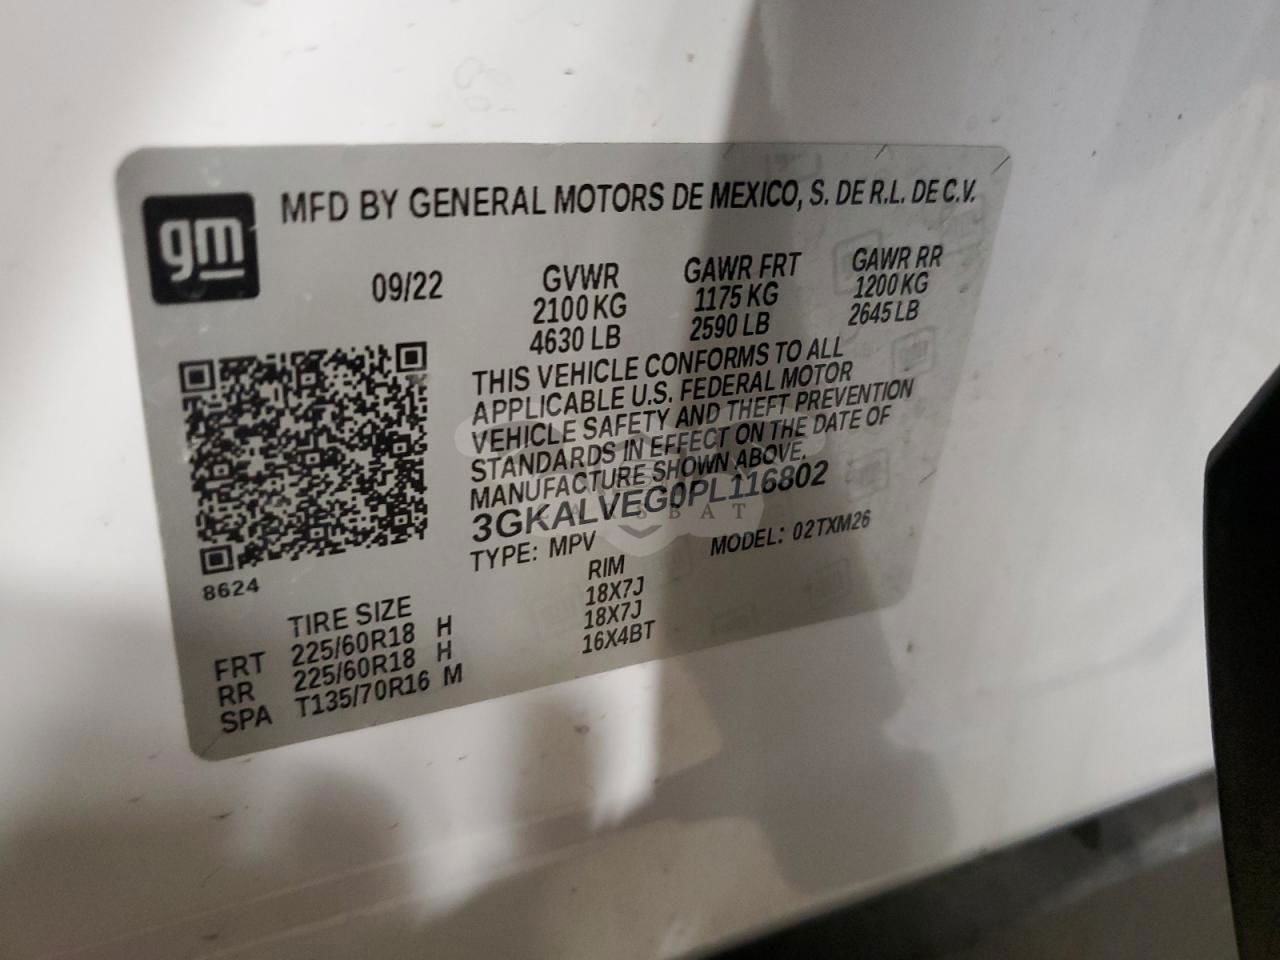 gm
MFD BY GENERAL MOTORS DE MEXICO, S. DE R.L. DE C.V.
09/22 GVWR GAWR FRT GAWR RR
2100 KG 1175 KG 1200 KG
4630 LB 2590 LB 2645 LB
THIS VEHICLE CONFORMS TO ALL
APPLICABLE U.S. FEDERAL MOTOR
VEHICLE SAFETY AND THEFT PREVENTION
STANDARDS IN EFFECT ON THE DATE OF
MANUFACTURE SHOWN ABOVE.
3GKALVEG0PL116802
TYPE: MPV MODEL: 02TXM26
8624
TIRE SIZE RIM
FRT 225/60R18 H 18X7J
RR 225/60R18 H 18X7J
SPA T135/70R16 M 16X4BT